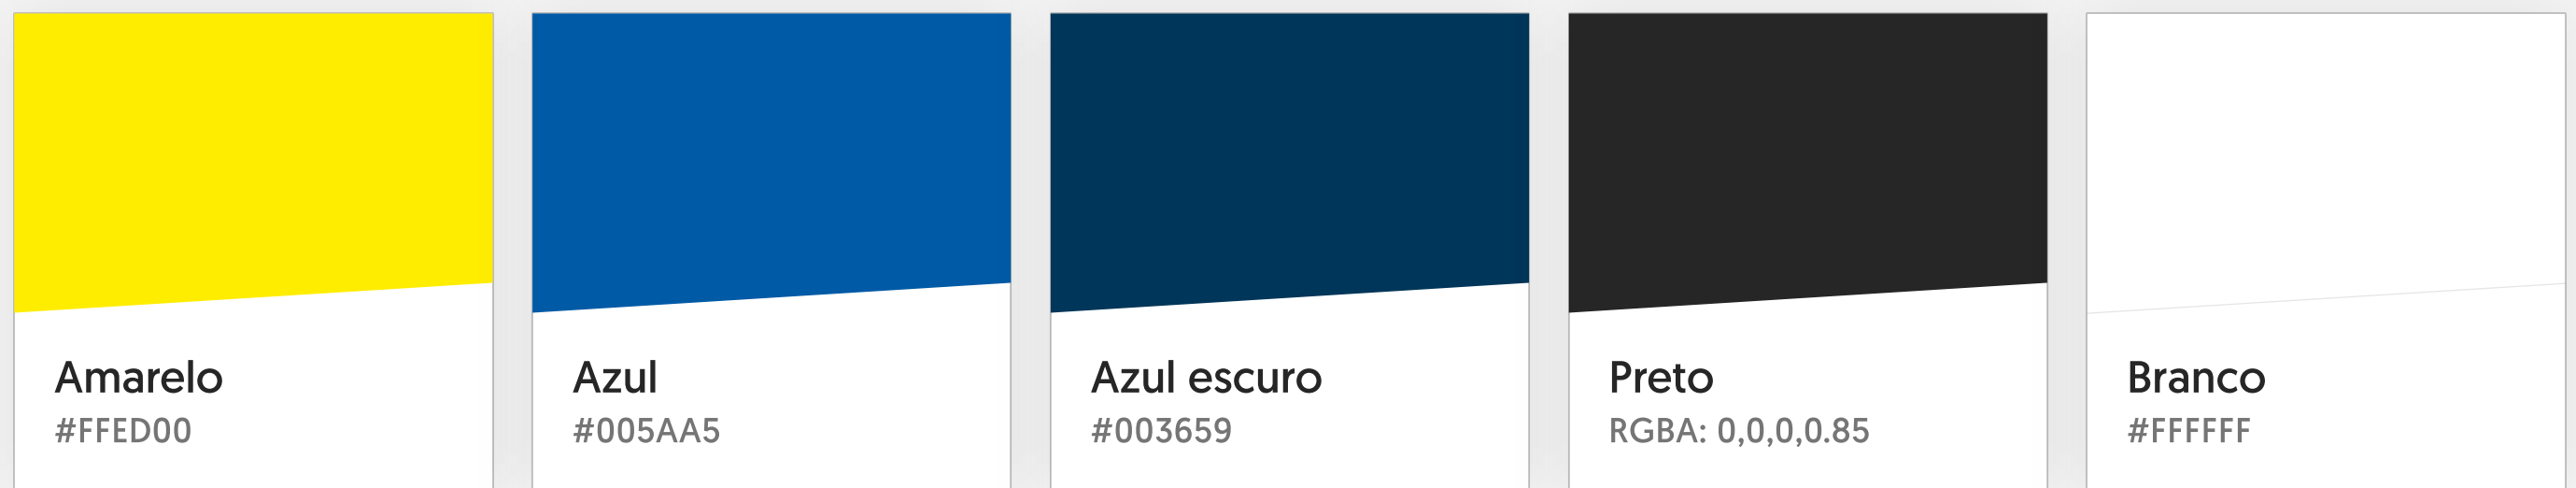 Amarelo
#FFED00
Azul
#005AA5
Azul escuro
#003659
Preto
RGBA: 0,0,0,0.85
Branco
#FFFFFF